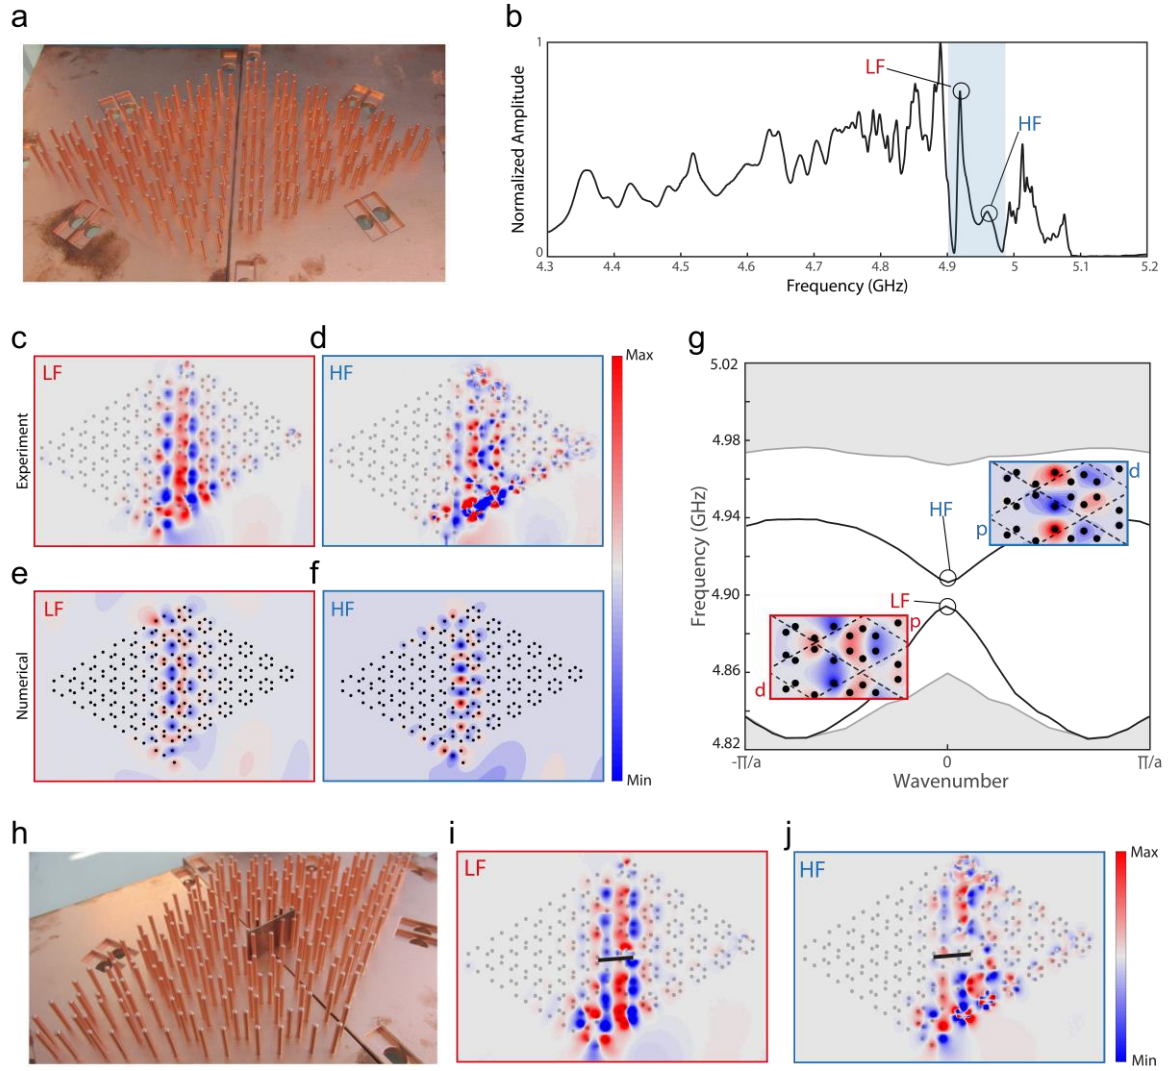 a
b
1
Normalized Amplitude
0
LF
HF
4.3 4.4 4.5 4.6 4.7 4.8 4.9 5 5.1 5.2
Frequency (GHz)
c
d
LF
HF
Experiment
Max
e
f
LF
HF
Numerical
Min
g
5.02
4.98
4.94
4.90
4.86
4.82
Frequency (GHz)
HF
LF
d
p
p
d
-∏/a 0 ∏/a
Wavenumber
h
i
j
LF
HF
Max
Min